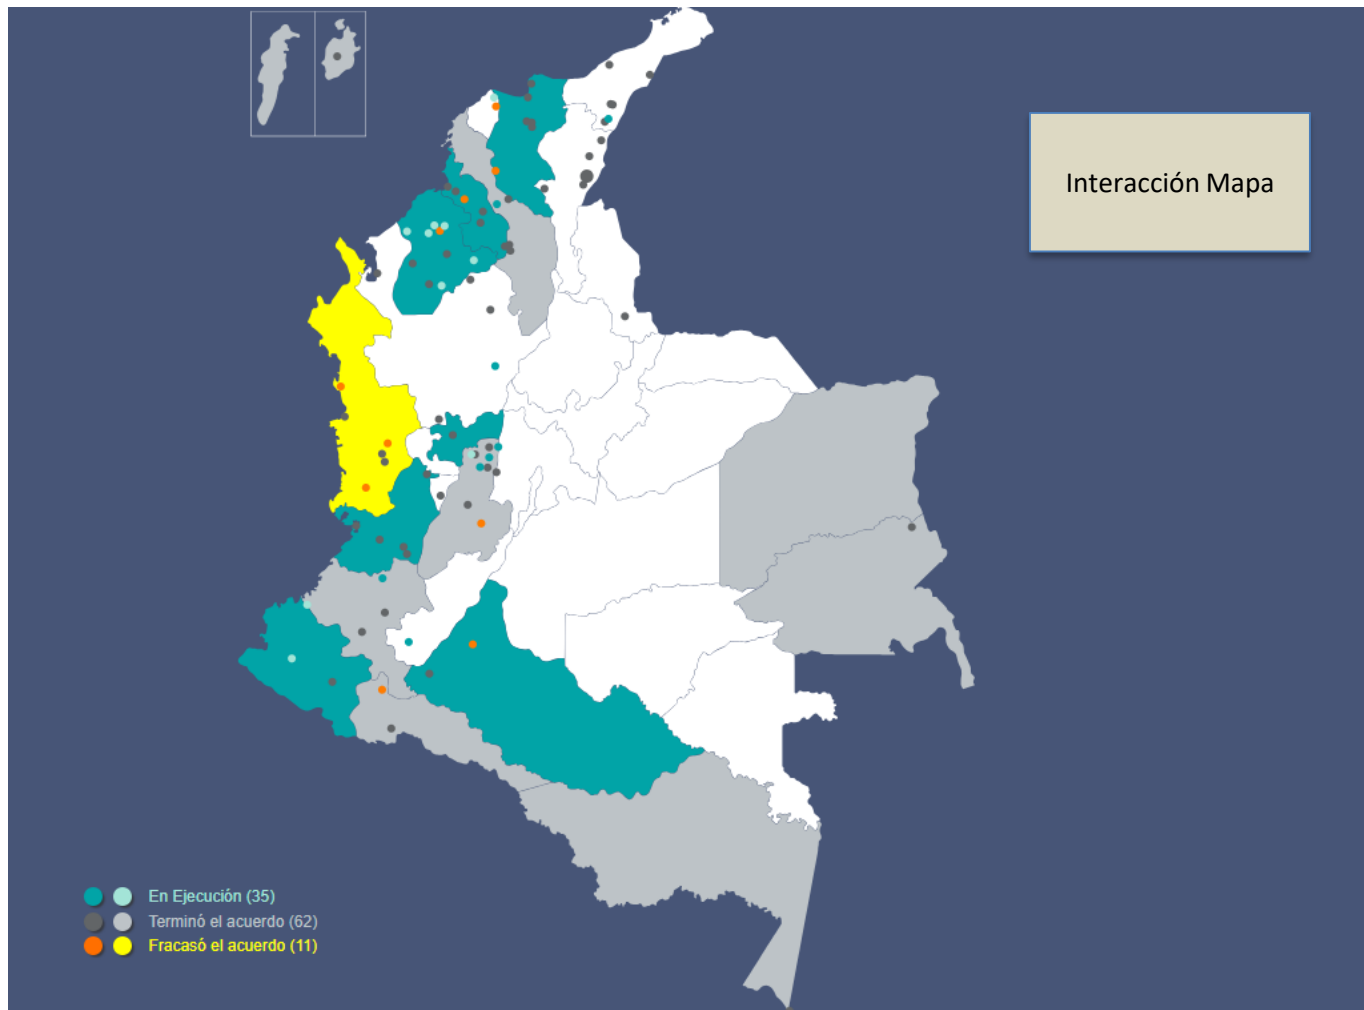 Interacción Mapa
En Ejecución (35)
Terminó el acuerdo (62)
Fracasó el acuerdo (11)